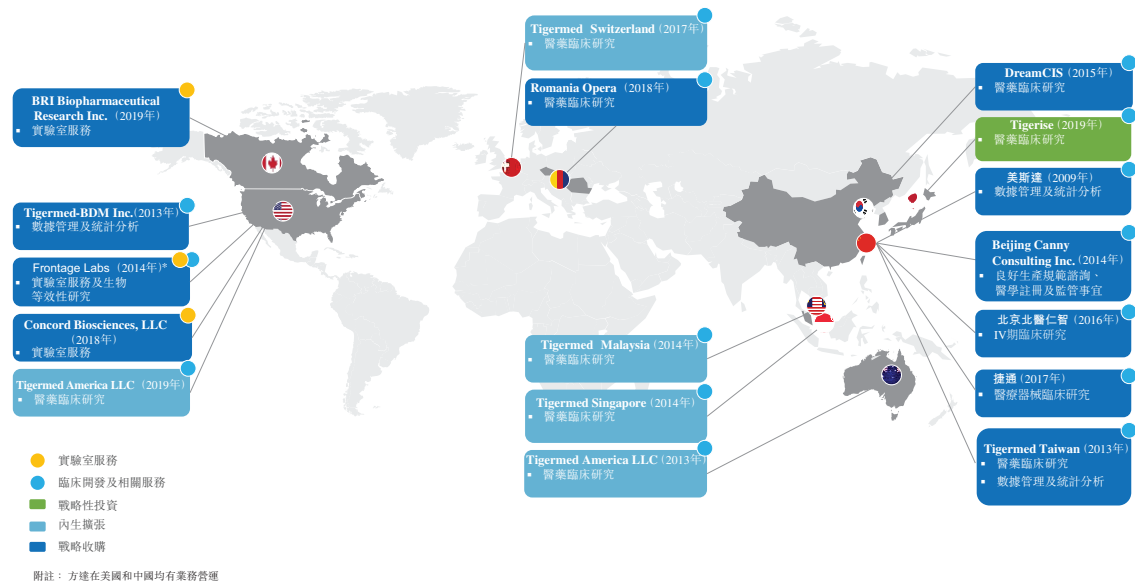 BRI Biopharmaceutical
Research Inc. (2019年)
▪ 實驗室服務
Tigermed-BDM Inc.(2013年)
▪ 數據管理及統計分析
Frontage Labs (2014年)*
▪ 實驗室服務及生物
等效性研究
Concord Biosciences, LLC
(2018年)
▪ 實驗室服務
Tigermed America LLC (2019年)
▪ 醫藥臨床研究
Tigermed Switzerland (2017年)
▪ 醫藥臨床研究
Romania Opera (2018年)
▪ 醫藥臨床研究
Tigermed Malaysia (2014年)
▪ 醫藥臨床研究
Tigermed Singapore (2014年)
▪ 醫藥臨床研究
Tigermed America LLC (2013年)
▪ 醫藥臨床研究
DreamCIS (2015年)
▪ 醫藥臨床研究
Tigerise (2019年)
▪ 醫藥臨床研究
美斯達 (2009年)
▪ 數據管理及統計分析
Beijing Canny
Consulting Inc. (2014年)
▪ 良好生產規範諮詢、
醫學註冊及監管事宜
北京北醫仁智 (2016年)
▪ IV期臨床研究
捷通 (2017年)
▪ 醫療器械臨床研究
Tigermed Taiwan (2013年)
▪ 醫藥臨床研究
▪ 數據管理及統計分析
實驗室服務
臨床開發及相關服務
戰略性投資
內生擴張
戰略收購
附註： 方達在美國和中國均有業務營運